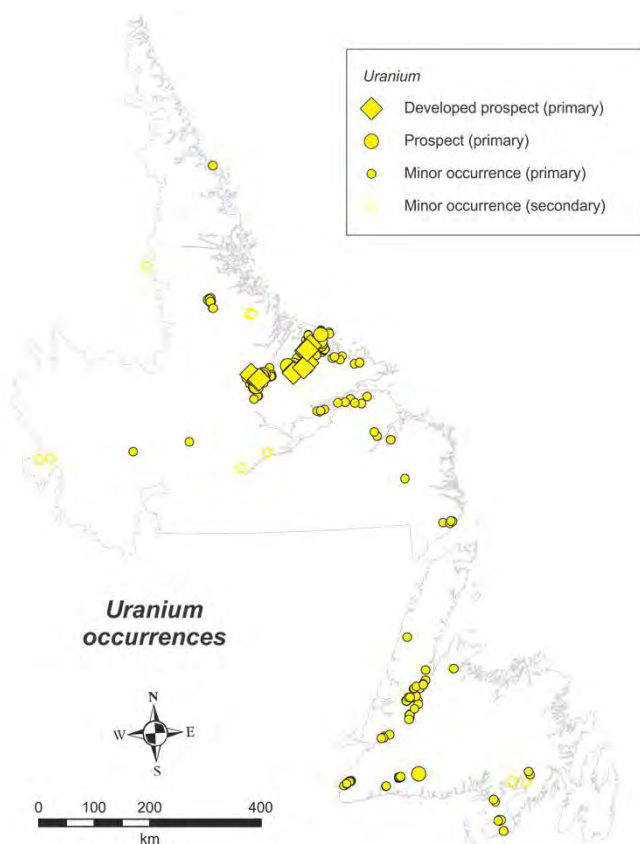 Uranium
Developed prospect (primary)
Prospect (primary)
Minor occurrence (primary)
Minor occurrence (secondary)
Uranium
occurrences
N
W E
S
0 100 200 400
km